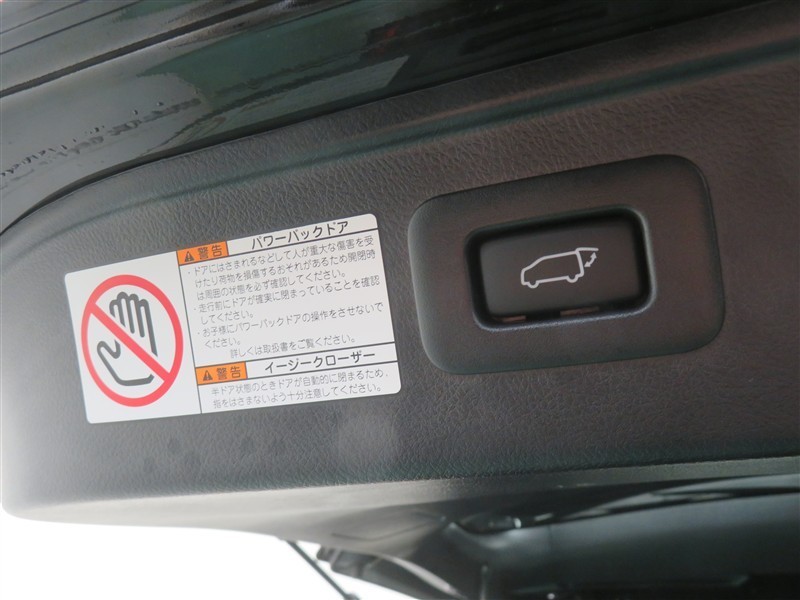 警告 パワーバックドア
・ドアにはさまれるなどして人が重大な傷害を受
けたり荷物を損傷するおそれがあるため開閉時
は周囲の状態を必ず確認してください。
・走行前にドアが確実に閉まっていることを確認
してください。
・お子様にパワーバックドアの操作をさせないで
ください。
詳しくは取扱書をご覧ください。
警告 イージークローザー
半ドア状態のときドアが自動的に閉まるため、
指をはさまないよう十分注意してください。